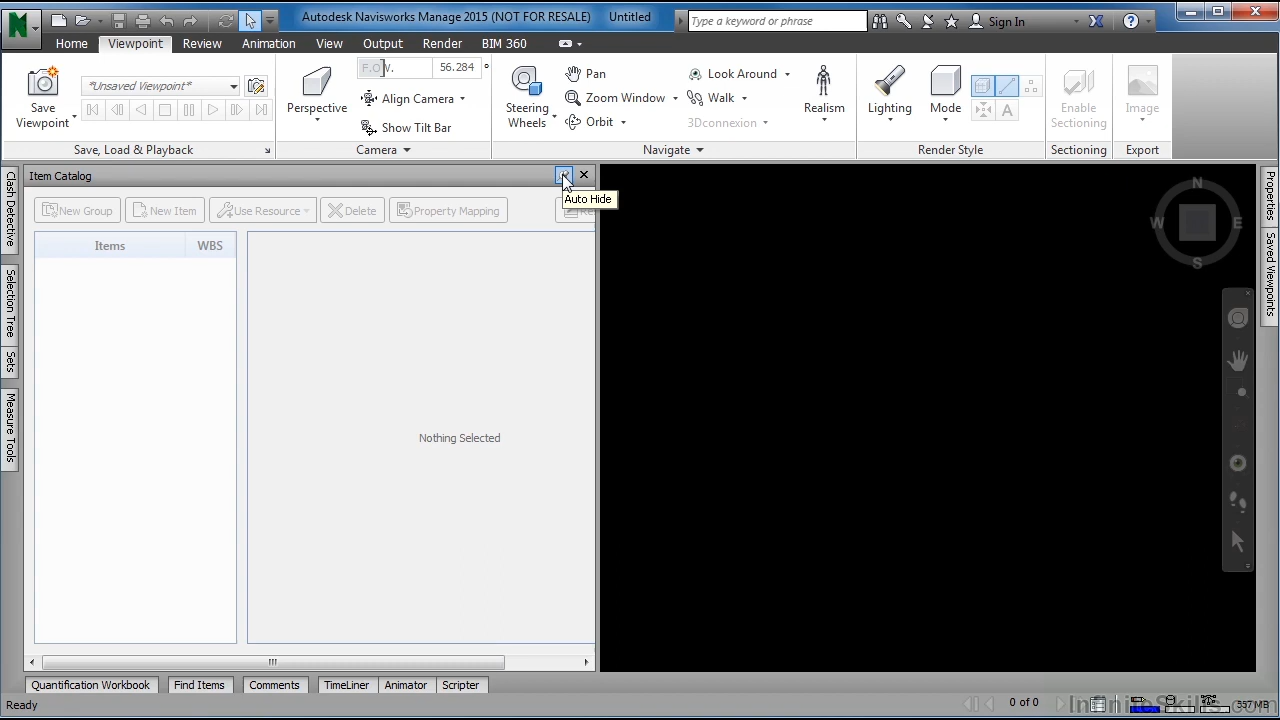 Autodesk Navisworks Manage 2015 (NOT FOR RESALE) Untitled
Type a keyword or phrase
Sign In
Home Viewpoint Review Animation View Output Render BIM 360
Save Viewpoint
*Unsaved Viewpoint*
Save, Load & Playback
Perspective
F.O.V. 56.284 °
Align Camera
Show Tilt Bar
Camera
Steering Wheels
Pan
Zoom Window
Orbit
Look Around
Walk
3Dconnexion
Realism
Navigate
Lighting
Mode
A
Render Style
Enable Sectioning
Sectioning
Image
Export
Clash Detective
Selection Tree
Sets
Measure Tools
Item Catalog
Auto Hide
New Group New Item Use Resource Delete Property Mapping
Items WBS
Nothing Selected
N
W E
S
Properties
Saved Viewpoints
Quantification Workbook Find Items Comments TimeLiner Animator Scripter
Ready
0 of 0
557 MB
InfiniteSkills.com